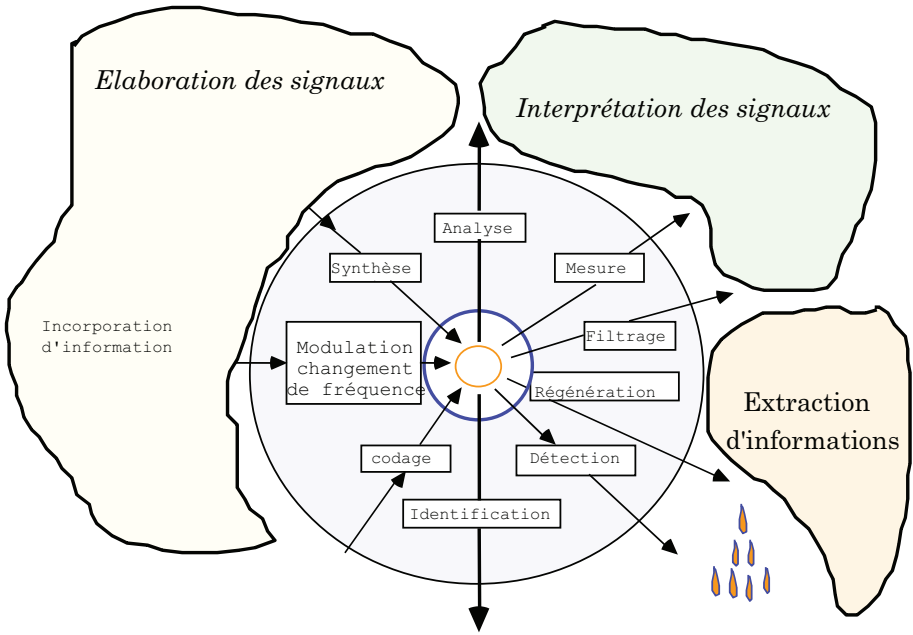 Elaboration des signaux
Interprétation des signaux
Analyse
Synthèse
Mesure
Incorporation
d'information
Modulation
changement
de fréquence
Filtrage
Régénération
Extraction
d'informations
codage
Détection
Identification